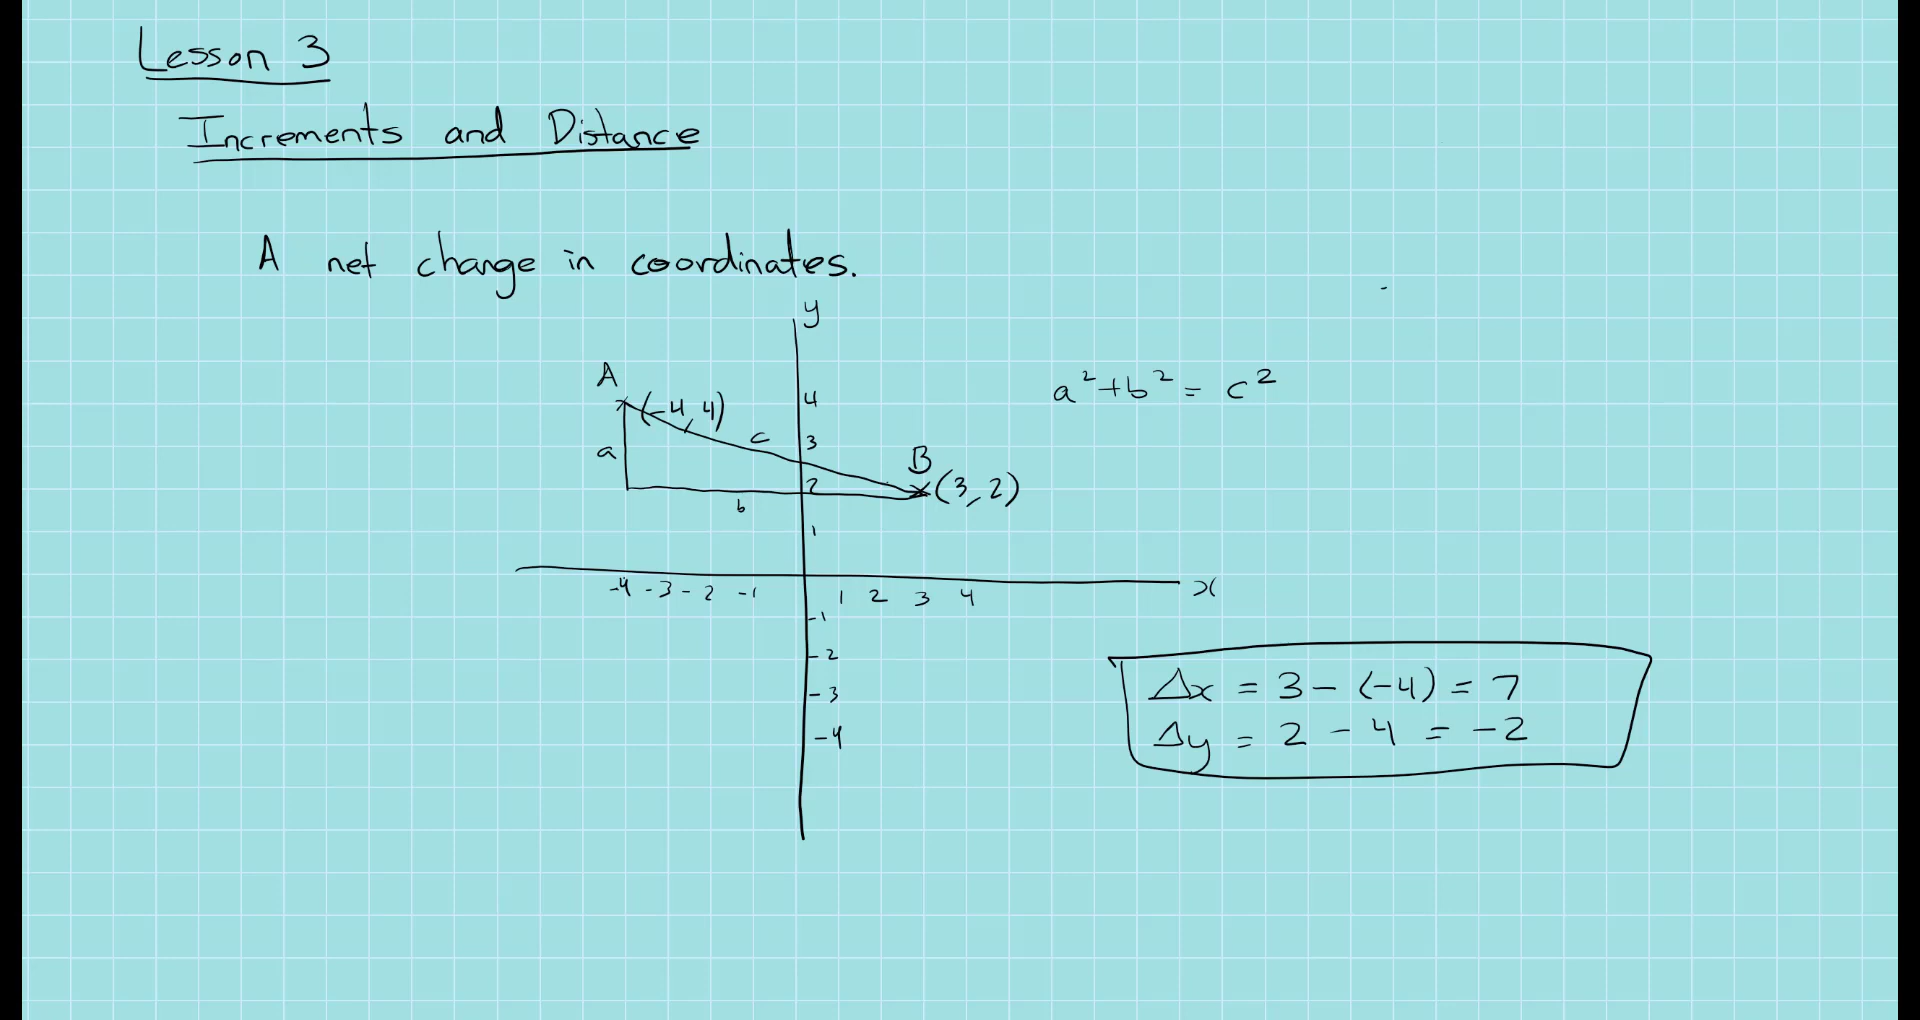 Lesson 3
Increments and Distance
A net change in coordinates.
y
A
(-4, 4)
4
a² + b² = c²
c
3
a
B
2
(3, 2)
b
1
-4 -3 -2 -1 1 2 3 4 x
-1
-2
-3
-4
Δx = 3 - (-4) = 7
Δy = 2 - 4 = -2